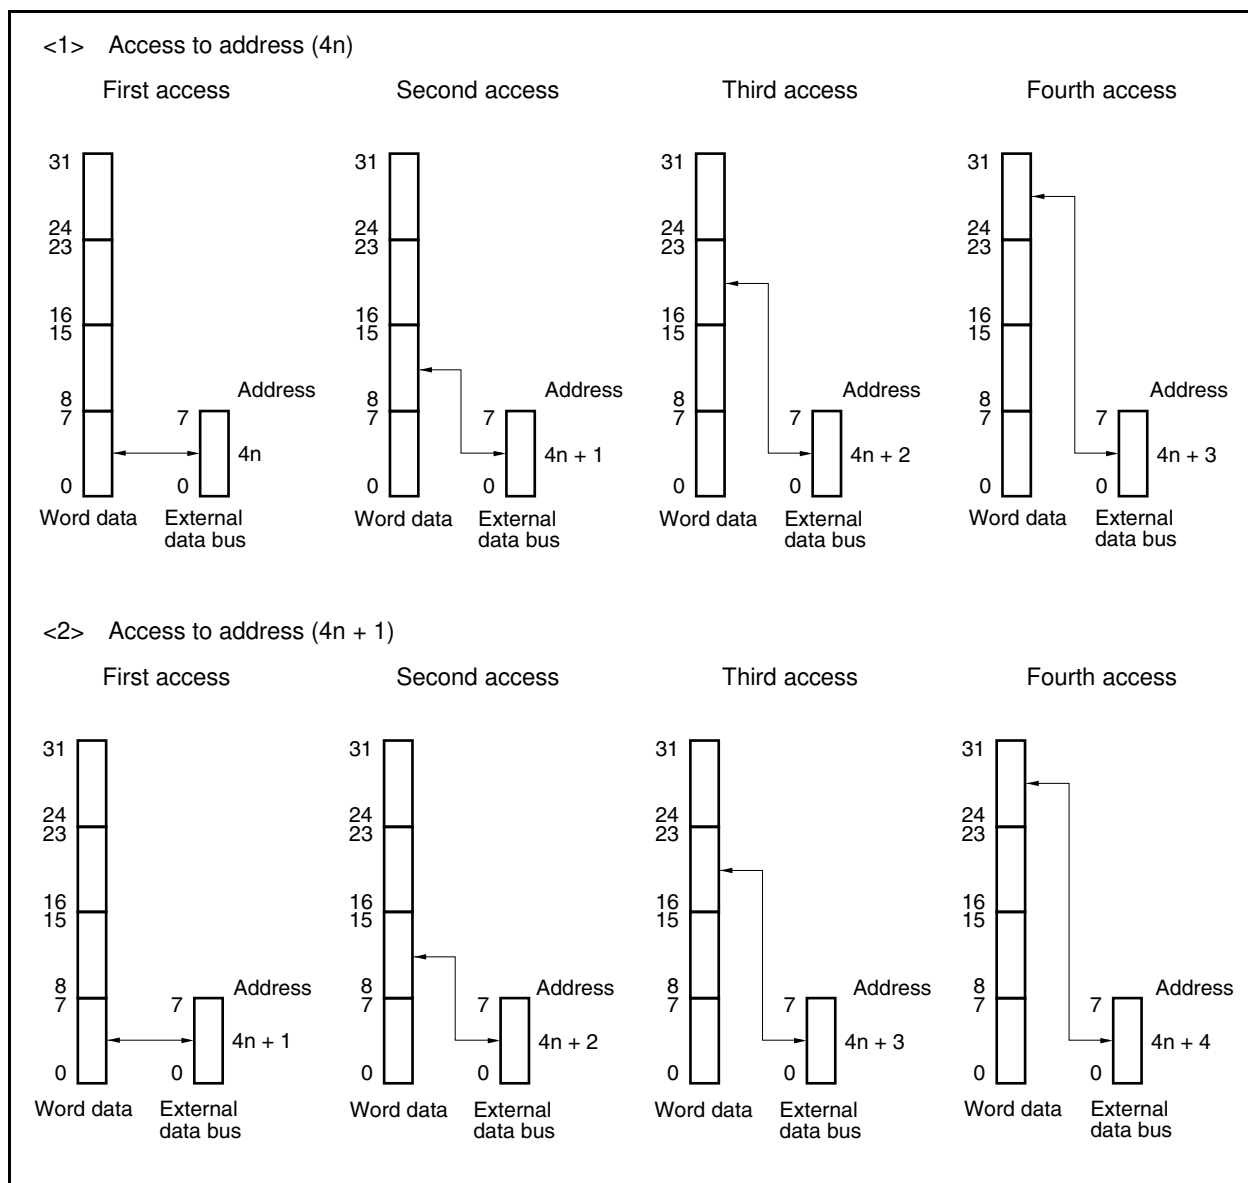 <1> Access to address (4n)
First access Second access Third access Fourth access
31 31 31 31
24 24 24 24
23 23 23 23
16 16 16 16
15 15 15 15
Address Address Address Address
8 8 8 8
7 7 7 7 7 7 7 7
4n 4n + 1 4n + 2 4n + 3
0 0 0 0 0 0 0 0
Word data External Word data External Word data External Word data External
data bus data bus data bus data bus
<2> Access to address (4n + 1)
First access Second access Third access Fourth access
31 31 31 31
24 24 24 24
23 23 23 23
16 16 16 16
15 15 15 15
8 Address 8 Address 8 Address 8 Address
7 7 7 7 7 7 7 7
4n + 1 4n + 2 4n + 3 4n + 4
0 0 0 0 0 0 0 0
Word data External Word data External Word data External Word data External
data bus data bus data bus data bus